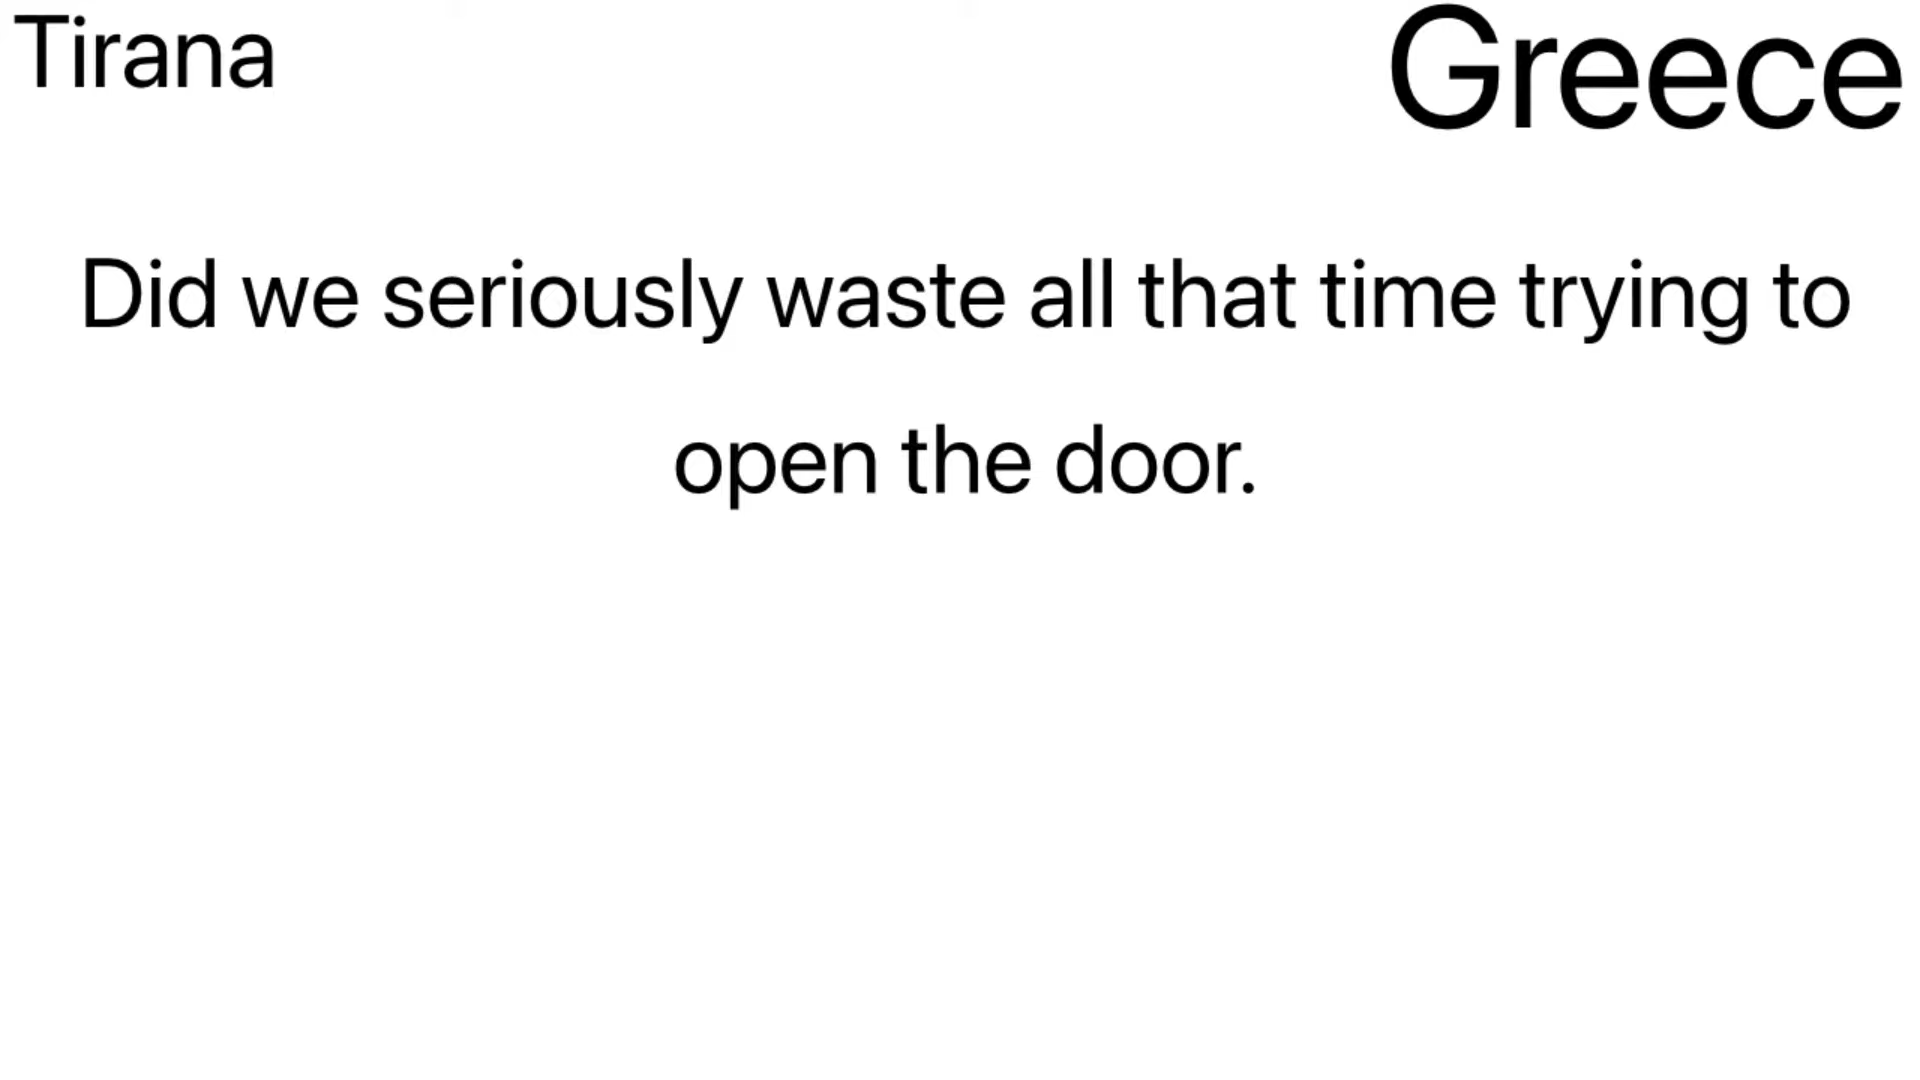 Tirana
Greece
Did we seriously waste all that time trying to
open the door.